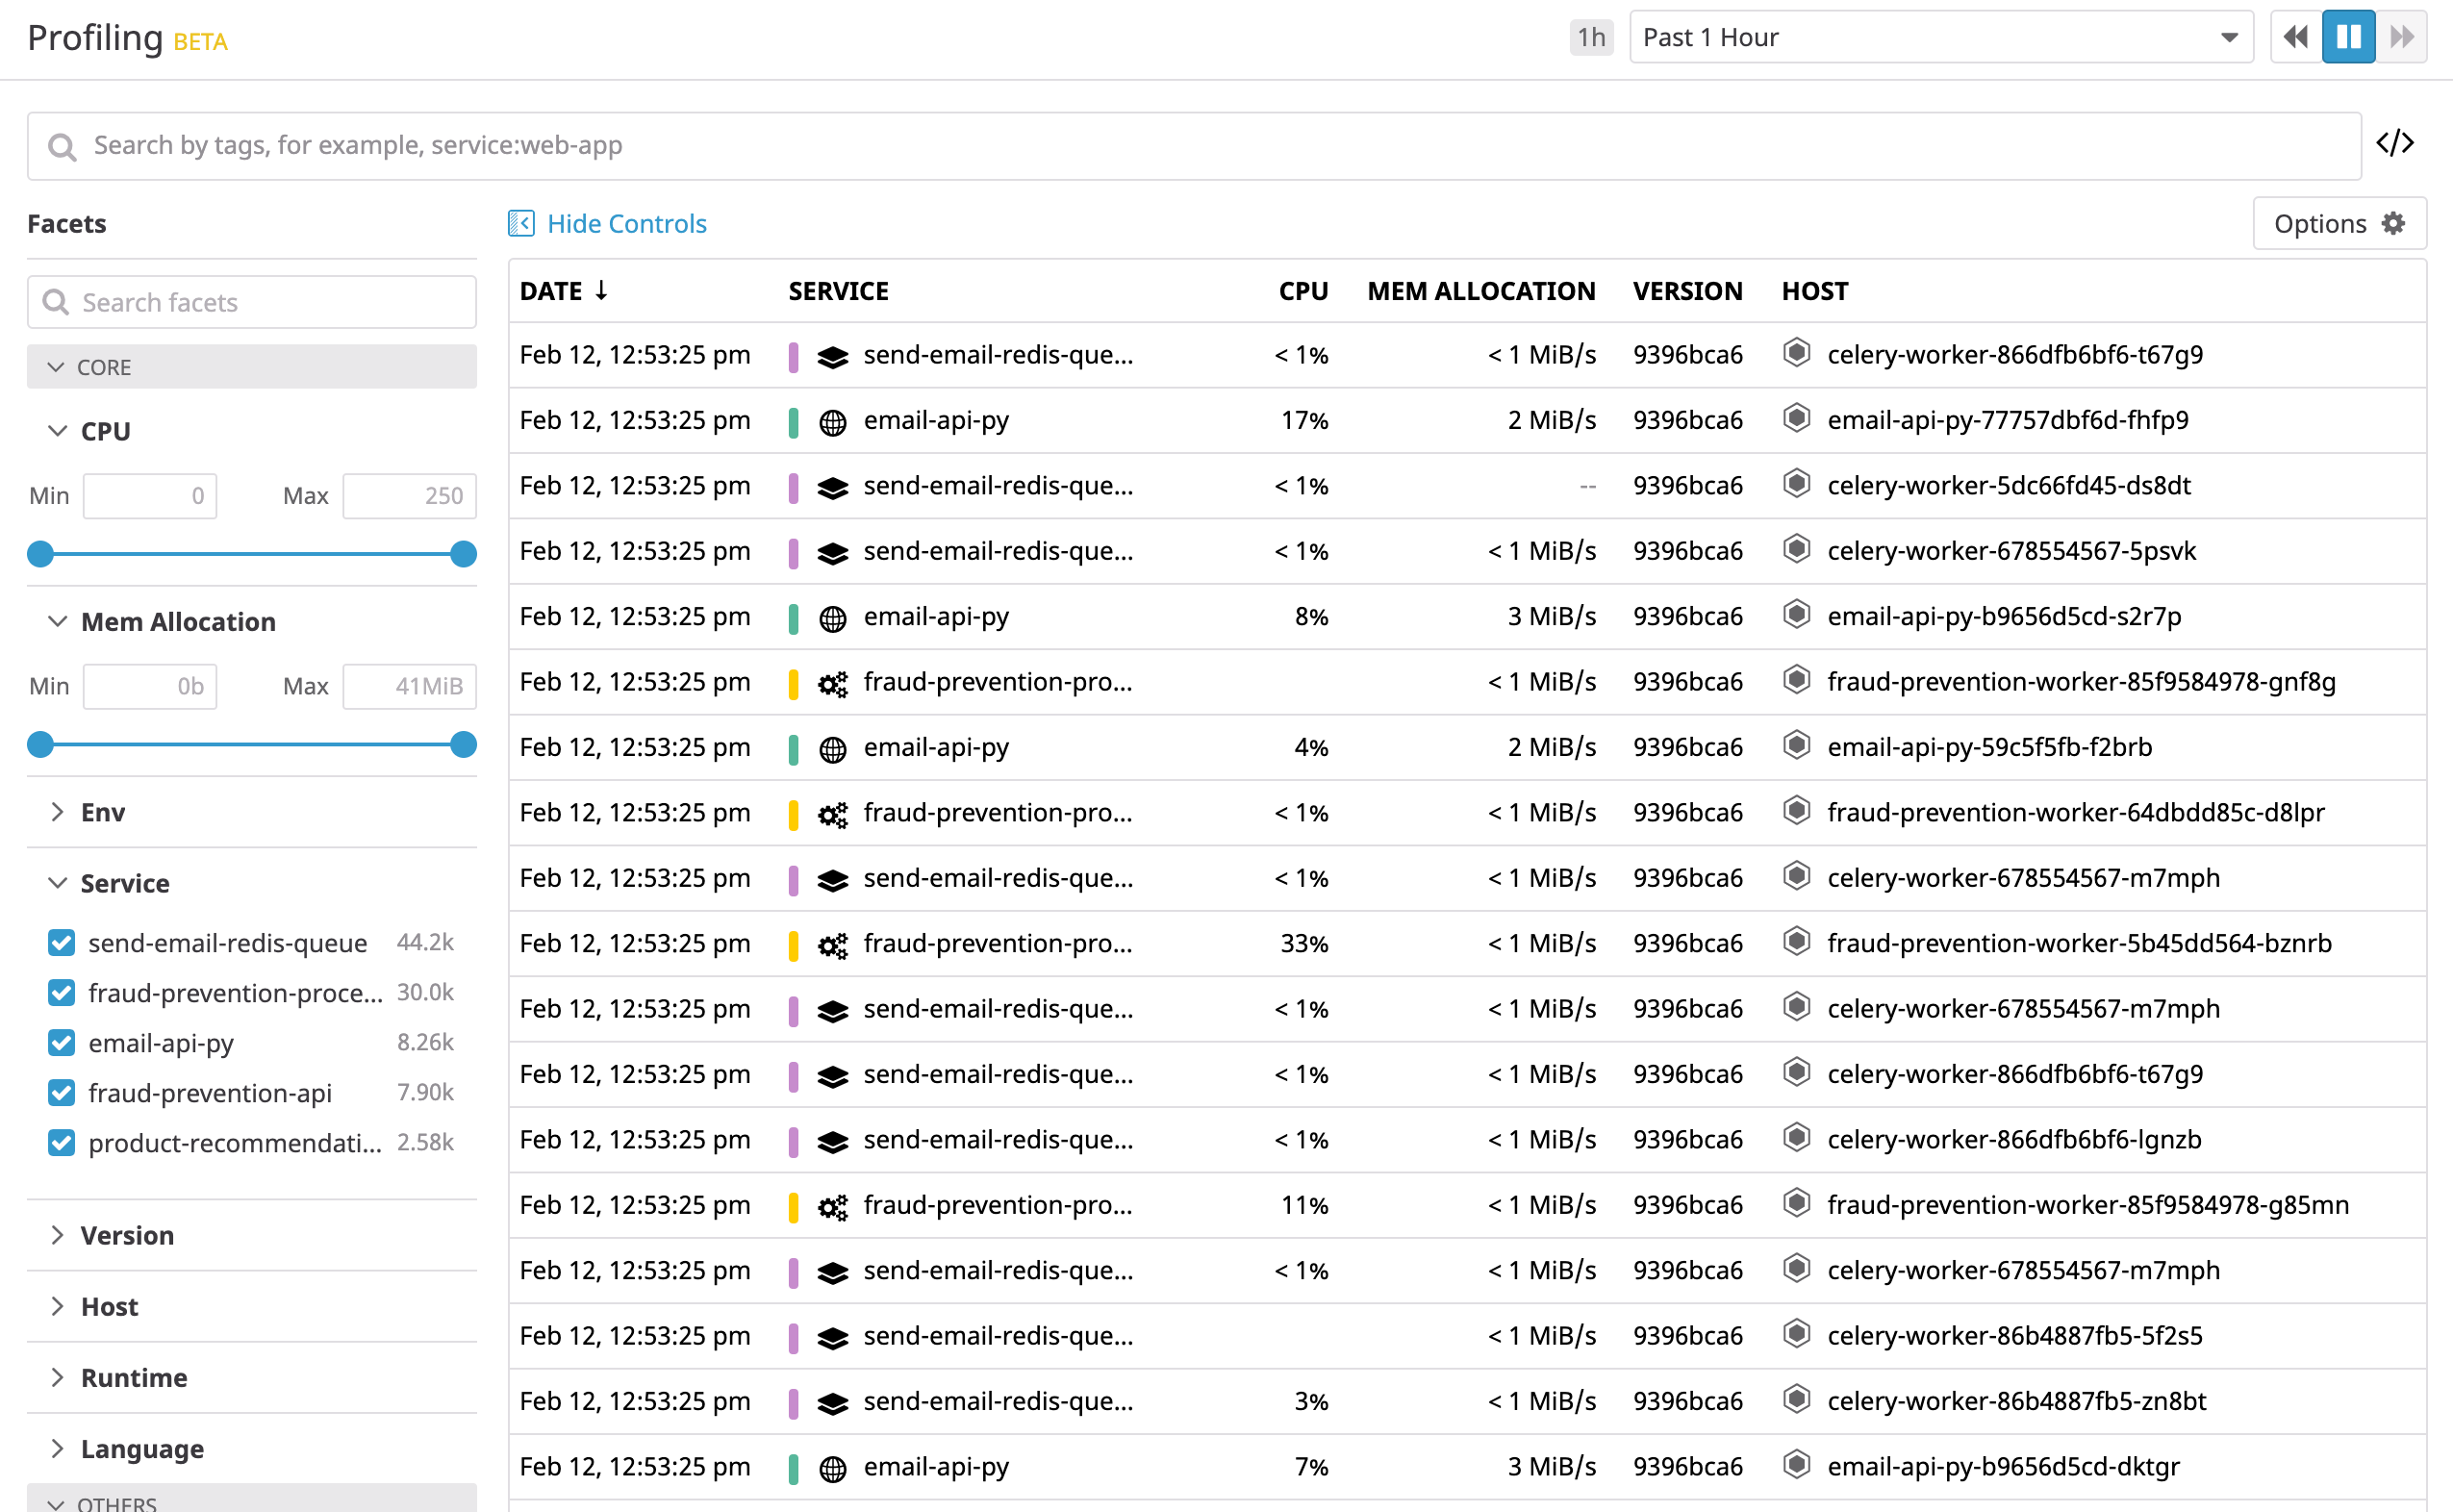 Profiling BETA
1h Past 1 Hour
Search by tags, for example, service:web-app
</>
Facets
Search facets
CORE
CPU
Min 0 Max 250
Mem Allocation
Min 0b Max 41MiB
Env
Service
send-email-redis-queue 44.2k
fraud-prevention-proce... 30.0k
email-api-py 8.26k
fraud-prevention-api 7.90k
product-recommendati... 2.58k
Version
Host
Runtime
Language
OTHERS
Hide Controls
Options
DATE ↓ SERVICE CPU MEM ALLOCATION VERSION HOST
Feb 12, 12:53:25 pm send-email-redis-que... < 1% < 1 MiB/s 9396bca6 celery-worker-866dfb6bf6-t67g9
Feb 12, 12:53:25 pm email-api-py 17% 2 MiB/s 9396bca6 email-api-py-77757dbf6d-fhfp9
Feb 12, 12:53:25 pm send-email-redis-que... < 1% -- 9396bca6 celery-worker-5dc66fd45-ds8dt
Feb 12, 12:53:25 pm send-email-redis-que... < 1% < 1 MiB/s 9396bca6 celery-worker-678554567-5psvk
Feb 12, 12:53:25 pm email-api-py 8% 3 MiB/s 9396bca6 email-api-py-b9656d5cd-s2r7p
Feb 12, 12:53:25 pm fraud-prevention-pro... < 1 MiB/s 9396bca6 fraud-prevention-worker-85f9584978-gnf8g
Feb 12, 12:53:25 pm email-api-py 4% 2 MiB/s 9396bca6 email-api-py-59c5f5fb-f2brb
Feb 12, 12:53:25 pm fraud-prevention-pro... < 1% < 1 MiB/s 9396bca6 fraud-prevention-worker-64dbdd85c-d8lpr
Feb 12, 12:53:25 pm send-email-redis-que... < 1% < 1 MiB/s 9396bca6 celery-worker-678554567-m7mph
Feb 12, 12:53:25 pm fraud-prevention-pro... 33% < 1 MiB/s 9396bca6 fraud-prevention-worker-5b45dd564-bznrb
Feb 12, 12:53:25 pm send-email-redis-que... < 1% < 1 MiB/s 9396bca6 celery-worker-678554567-m7mph
Feb 12, 12:53:25 pm send-email-redis-que... < 1% < 1 MiB/s 9396bca6 celery-worker-866dfb6bf6-t67g9
Feb 12, 12:53:25 pm send-email-redis-que... < 1% < 1 MiB/s 9396bca6 celery-worker-866dfb6bf6-lgnzb
Feb 12, 12:53:25 pm fraud-prevention-pro... 11% < 1 MiB/s 9396bca6 fraud-prevention-worker-85f9584978-g85mn
Feb 12, 12:53:25 pm send-email-redis-que... < 1% < 1 MiB/s 9396bca6 celery-worker-678554567-m7mph
Feb 12, 12:53:25 pm send-email-redis-que... < 1 MiB/s 9396bca6 celery-worker-86b4887fb5-5f2s5
Feb 12, 12:53:25 pm send-email-redis-que... 3% < 1 MiB/s 9396bca6 celery-worker-86b4887fb5-zn8bt
Feb 12, 12:53:25 pm email-api-py 7% 3 MiB/s 9396bca6 email-api-py-b9656d5cd-dktgr